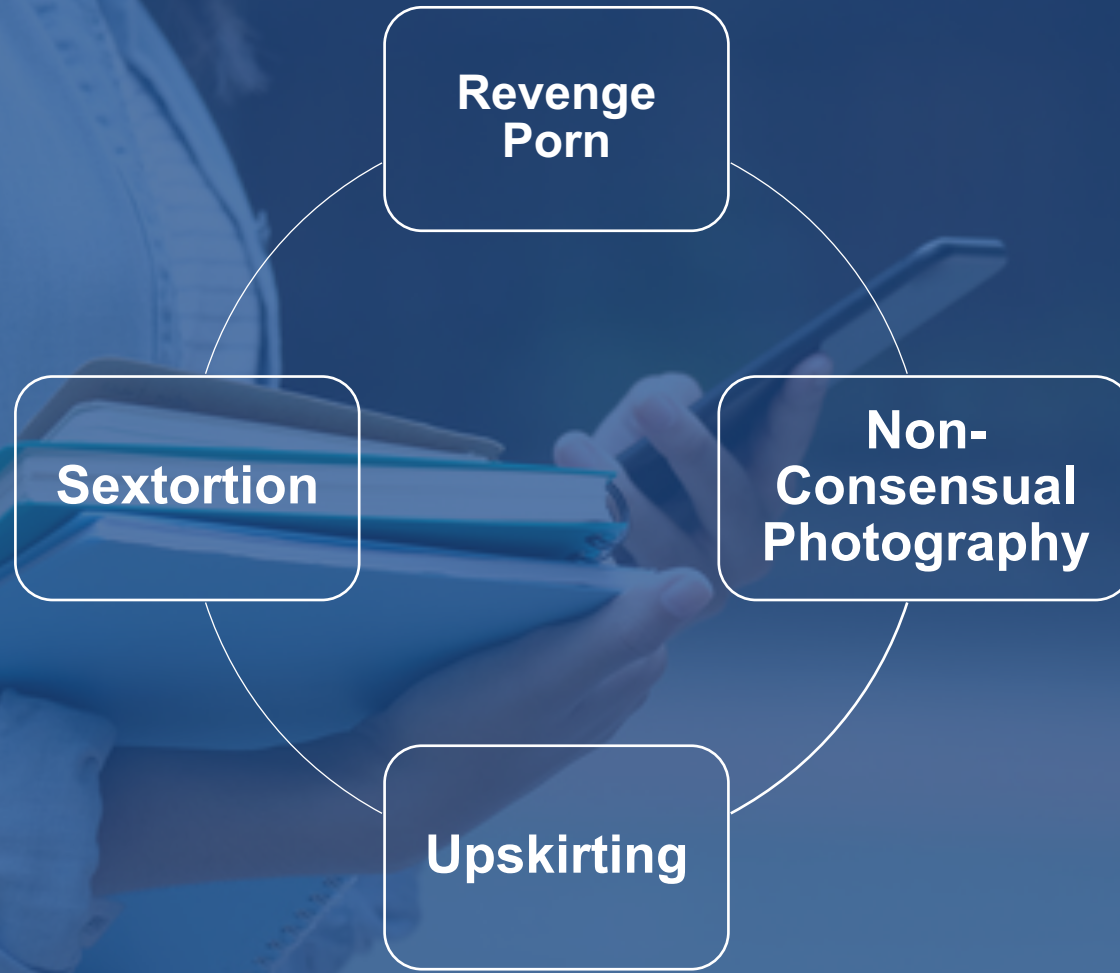 Revenge
Porn
Sextortion
Non-
Consensual
Photography
Upskirting